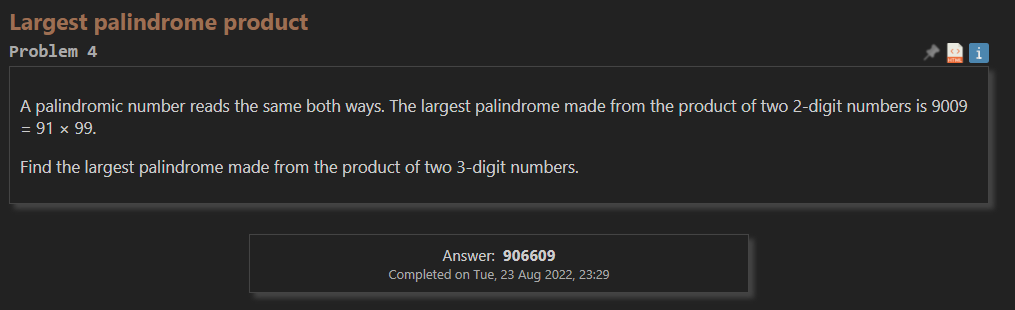 Largest palindrome product
Problem 4
HTML
i
A palindromic number reads the same both ways. The largest palindrome made from the product of two 2-digit numbers is 9009
= 91 × 99.
Find the largest palindrome made from the product of two 3-digit numbers.
Answer: 906609
Completed on Tue, 23 Aug 2022, 23:29